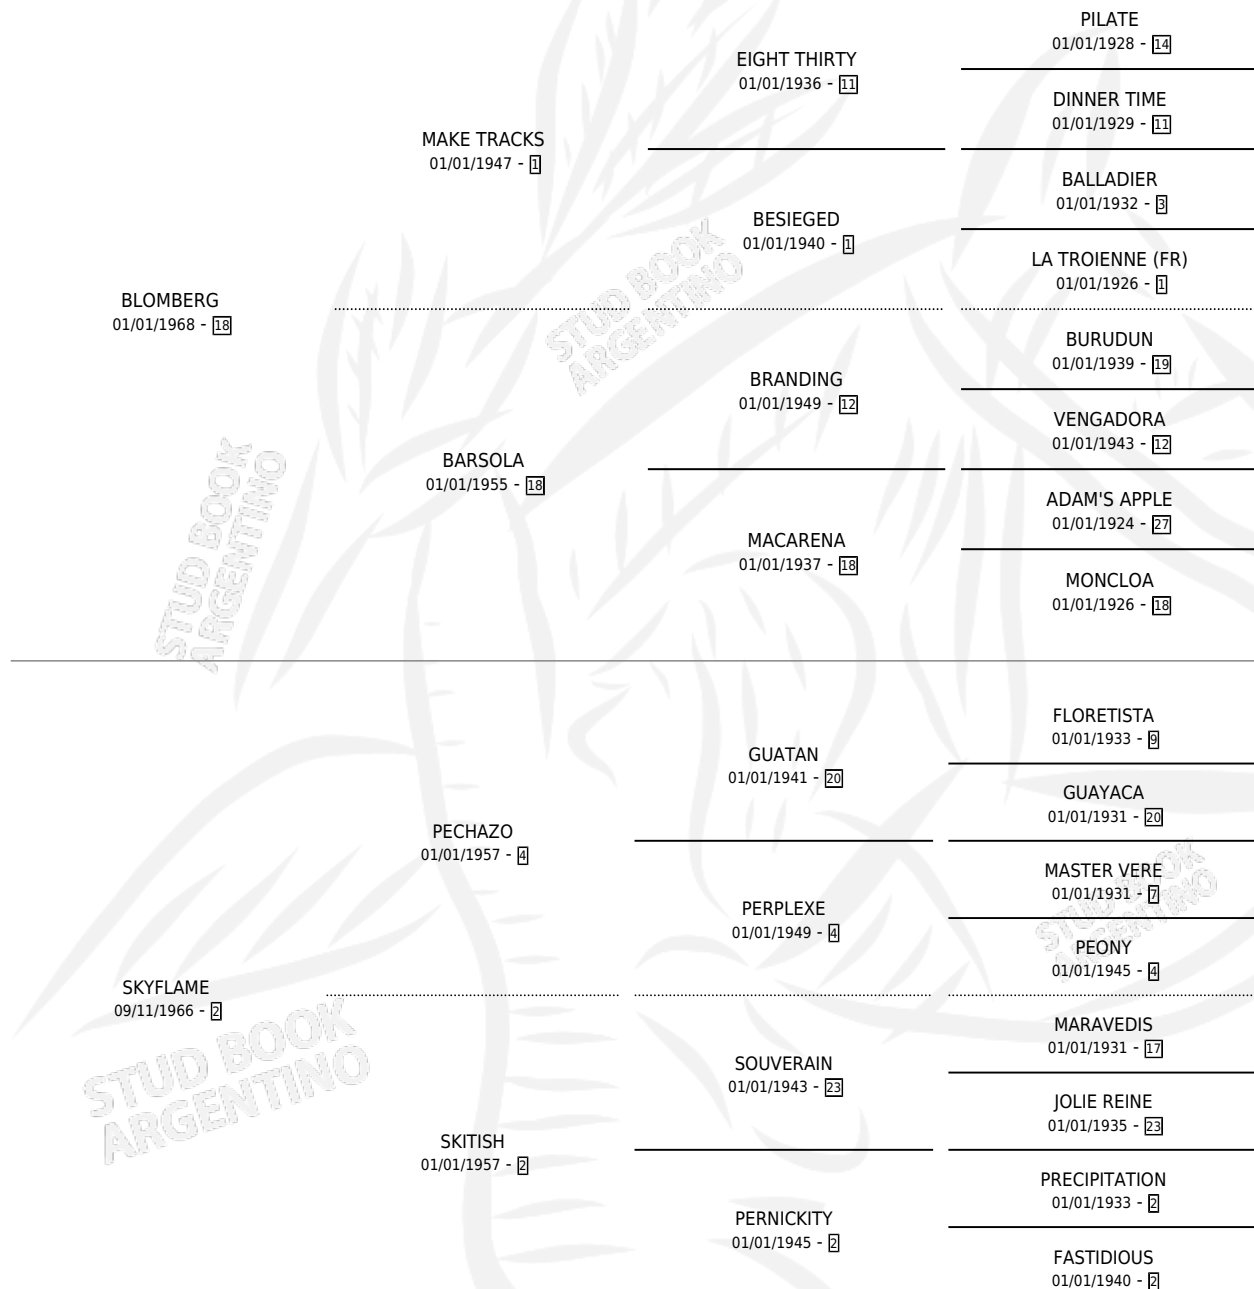 PILATE
01/01/1928 - 14
EIGHT THIRTY
01/01/1936 - 11
DINNER TIME
01/01/1929 - 11
MAKE TRACKS
01/01/1947 - 1
BALLADIER
01/01/1932 - 3
BESIEGED
01/01/1940 - 1
LA TROIENNE (FR)
01/01/1926 - 1
BLOMBERG
01/01/1968 - 18
STUD BOOK
ARGENTINO
BURUDUN
01/01/1939 - 19
BRANDING
01/01/1949 - 12
VENGADORA
01/01/1943 - 12
BARSOLA
01/01/1955 - 18
STUD BOOK
ARGENTINO
ADAM'S APPLE
01/01/1924 - 27
MACARENA
01/01/1937 - 18
MONCLOA
01/01/1926 - 18
FLORETISTA
01/01/1933 - 9
GUATAN
01/01/1941 - 20
GUAYACA
01/01/1931 - 20
PECHAZO
01/01/1957 - 4
MASTER VERE
01/01/1931 - 7
STUD BOOK
ARGENTINO
PERPLEXE
01/01/1949 - 4
PEONY
01/01/1945 - 4
SKYFLAME
09/11/1966 - 2
STUD BOOK
ARGENTINO
MARAVEDIS
01/01/1931 - 17
SOUVERAIN
01/01/1943 - 23
JOLIE REINE
01/01/1935 - 23
SKITISH
01/01/1957 - 2
PRECIPITATION
01/01/1933 - 2
PERNICKITY
01/01/1945 - 2
FASTIDIOUS
01/01/1940 - 2